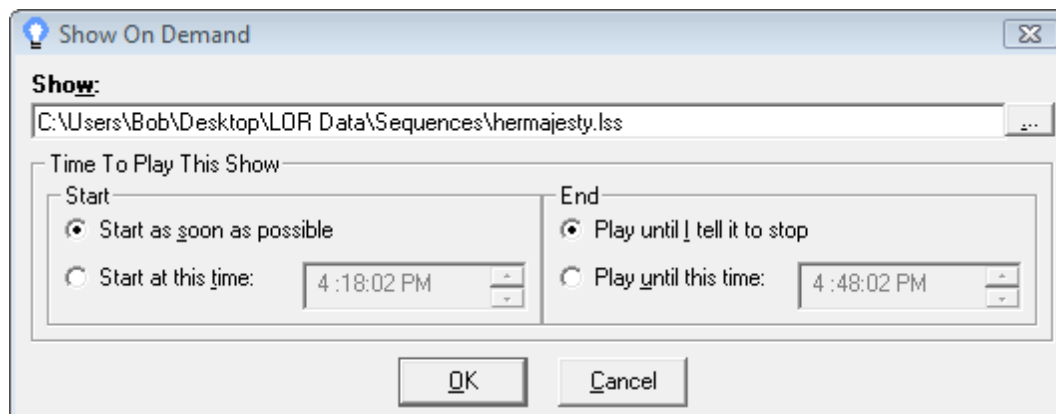 Show On Demand
Show:
C:\Users\Bob\Desktop\LOR Data\Sequences\hermajesty.lss
...
Time To Play This Show
Start
Start as soon as possible
Start at this time: 4 :18:02 PM
End
Play until I tell it to stop
Play until this time: 4 :48:02 PM
OK Cancel